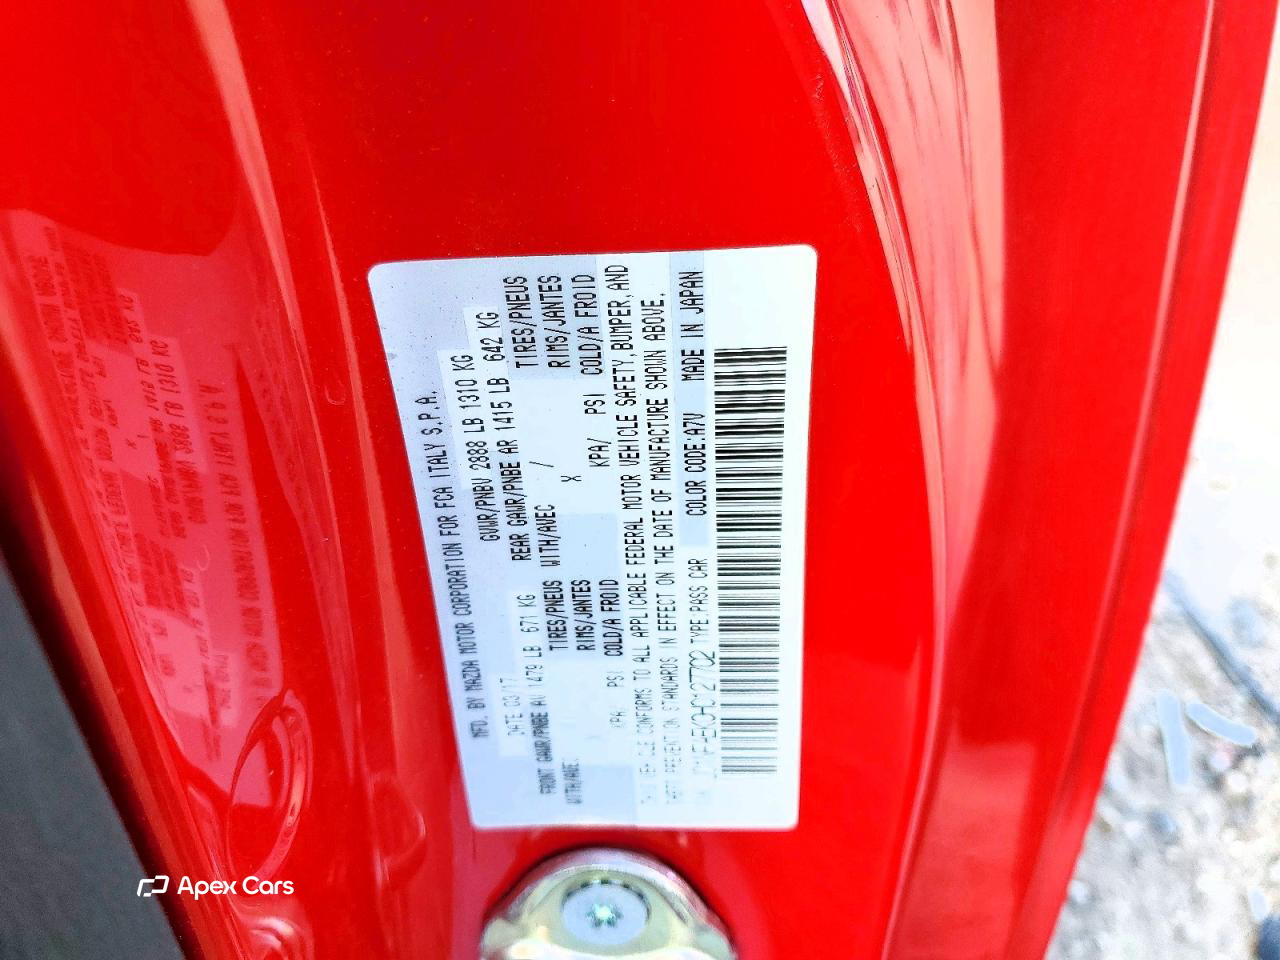 MFD. BY MAZDA MOTOR CORPORATION FOR FCA ITALY S.P.A.
DATE 03/17 GVWR/PNBV 2888 LB 1310 KG
FRONT GAWR/PNBE AV 1479 LB 671 KG REAR GAWR/PNBE AR 1415 LB 642 KG
WITH/AVEC TIRES/PNEUS WITH/AVEC / TIRES/PNEUS
RIMS/JANTES X RIMS/JANTES
KPA/ PSI COLD/A FROID KPA/ PSI COLD/A FROID
THIS VEHICLE CONFORMS TO ALL APPLICABLE FEDERAL MOTOR VEHICLE SAFETY, BUMPER, AND
THEFT PREVENTION STANDARDS IN EFFECT ON THE DATE OF MANUFACTURE SHOWN ABOVE.
TYPE:PASS CAR COLOR CODE:A7V MADE IN JAPAN
Apex Cars